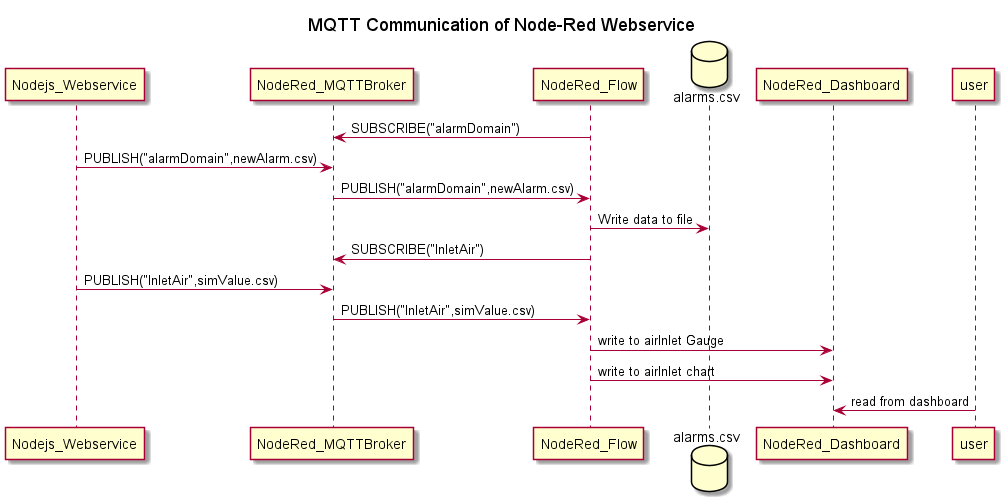 MQTT Communication of Node-Red Webservice
Nodejs_Webservice
NodeRed_MQTTBroker
NodeRed_Flow
alarms.csv
NodeRed_Dashboard
user
SUBSCRIBE("alarmDomain")
PUBLISH("alarmDomain",newAlarm.csv)
PUBLISH("alarmDomain",newAlarm.csv)
Write data to file
SUBSCRIBE("InletAir")
PUBLISH("InletAir",simValue.csv)
PUBLISH("InletAir",simValue.csv)
write to airInlet Gauge
write to airInlet chart
read from dashboard
Nodejs_Webservice
NodeRed_MQTTBroker
NodeRed_Flow
alarms.csv
NodeRed_Dashboard
user